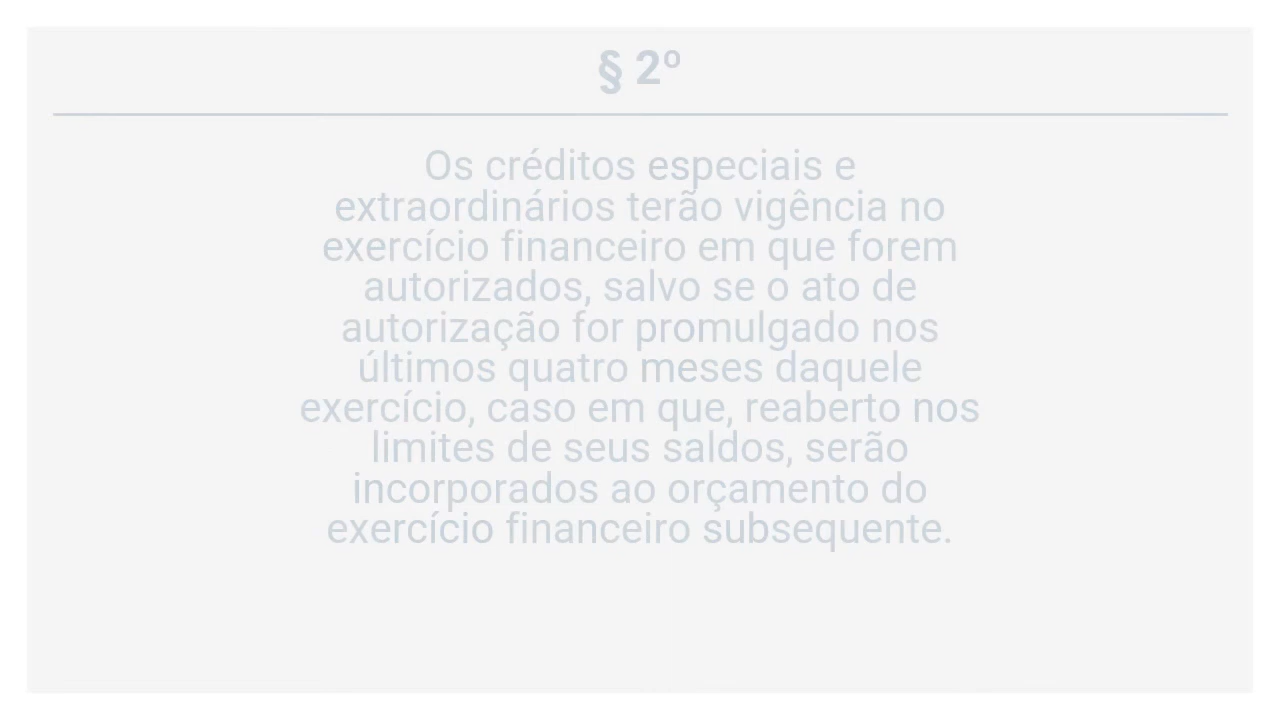 § 2º
Os créditos especiais e
extraordinários terão vigência no
exercício financeiro em que forem
autorizados, salvo se o ato de
autorização for promulgado nos
últimos quatro meses daquele
exercício, caso em que, reaberto nos
limites de seus saldos, serão
incorporados ao orçamento do
exercício financeiro subsequente.